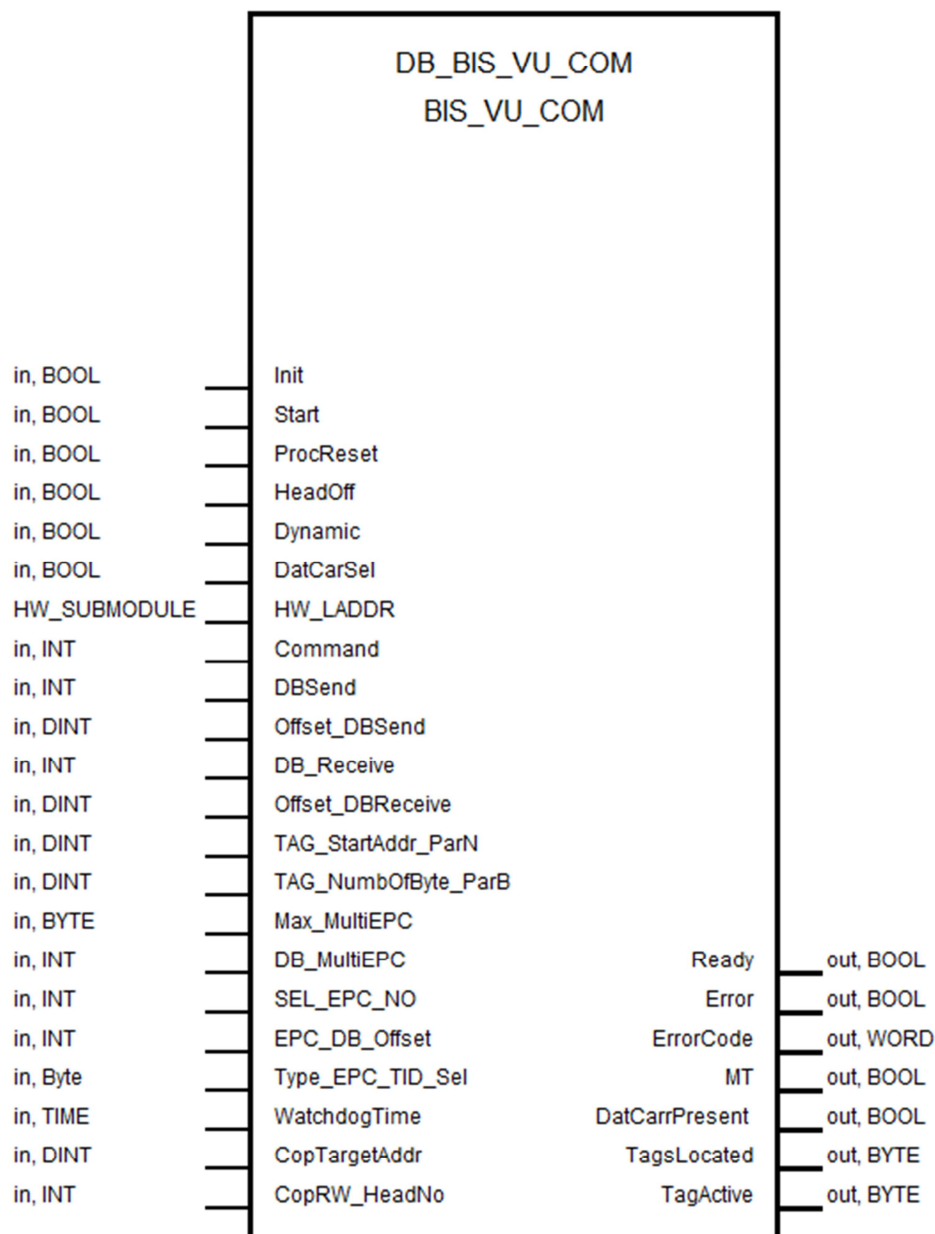 DB_BIS_VU_COM
BIS_VU_COM
in, BOOL Init
in, BOOL Start
in, BOOL ProcReset
in, BOOL HeadOff
in, BOOL Dynamic
in, BOOL DatCarSel
HW_SUBMODULE HW_LADDR
in, INT Command
in, INT DBSend
in, DINT Offset_DBSend
in, INT DB_Receive
in, DINT Offset_DBReceive
in, DINT TAG_StartAddr_ParN
in, DINT TAG_NumbOfByte_ParB
in, BYTE Max_MultiEPC
in, INT DB_MultiEPC Ready out, BOOL
in, INT SEL_EPC_NO Error out, BOOL
in, INT EPC_DB_Offset ErrorCode out, WORD
in, Byte Type_EPC_TID_Sel MT out, BOOL
in, TIME WatchdogTime DatCarrPresent out, BOOL
in, DINT CopTargetAddr TagsLocated out, BYTE
in, INT CopRW_HeadNo TagActive out, BYTE